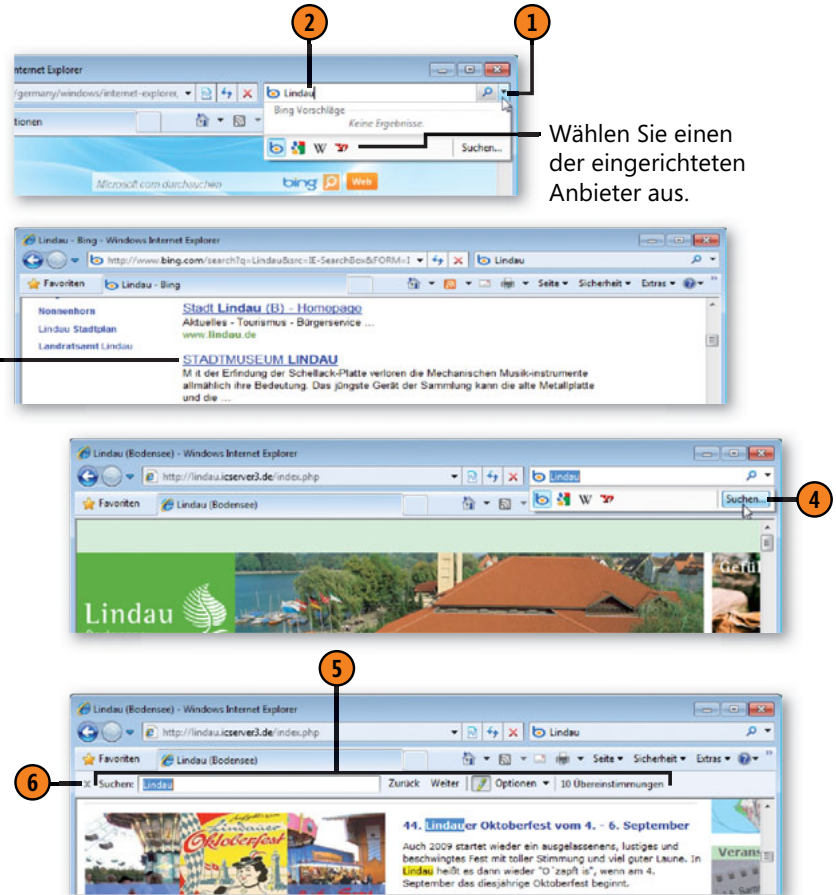 2
1
nternet Explorer
/germany/windows/internet-explorer,
Lindau
Bing Vorschläge
Keine Ergebnisse.
tionen
W
Suchen...
Microsoft.com durchsuchen
bing
Web
Wählen Sie einen
der eingerichteten
Anbieter aus.
Lindau - Bing - Windows Internet Explorer
http://www.bing.com/search?q=Lindau&src=IE-SearchBox&FORM=I
Lindau
Favoriten
Lindau - Bing
Seite
Sicherheit
Extras
Nonnenhorn
Lindau Stadtplan
Landratsamt Lindau
Stadt Lindau (B) - Homepage
Aktuelles - Tourismus - Bürgerservice ...
www.lindau.de
STADTMUSEUM LINDAU
M it der Erfindung der Schellack-Platte verloren die Mechanischen Musik-instrumente
allmählich ihre Bedeutung. Das jüngste Gerät der Sammlung kann die alte Metallplatte
und die ...
Lindau (Bodensee) - Windows Internet Explorer
http://lindau.icserver3.de/index.php
Lindau
Favoriten
Lindau (Bodensee)
W
Suchen...
4
Gefü
Lindau
5
Lindau (Bodensee) - Windows Internet Explorer
http://lindau.icserver3.de/index.php
Lindau
Favoriten
Lindau (Bodensee)
Seite
Sicherheit
Extras
6
x Suchen: Lindau
Zurück Weiter
Optionen
10 Übereinstimmungen
Lindauer
Oktoberfest
44. Lindauer Oktoberfest vom 4. - 6. September
Auch 2009 startet wieder ein ausgelassenens, lustiges und
beschwingtes Fest mit toller Stimmung und viel guter Laune. In
Lindau heißt es dann wieder "O´zapft is", wenn am 4.
September das diesjährige Oktoberfest beginnt.
Verans